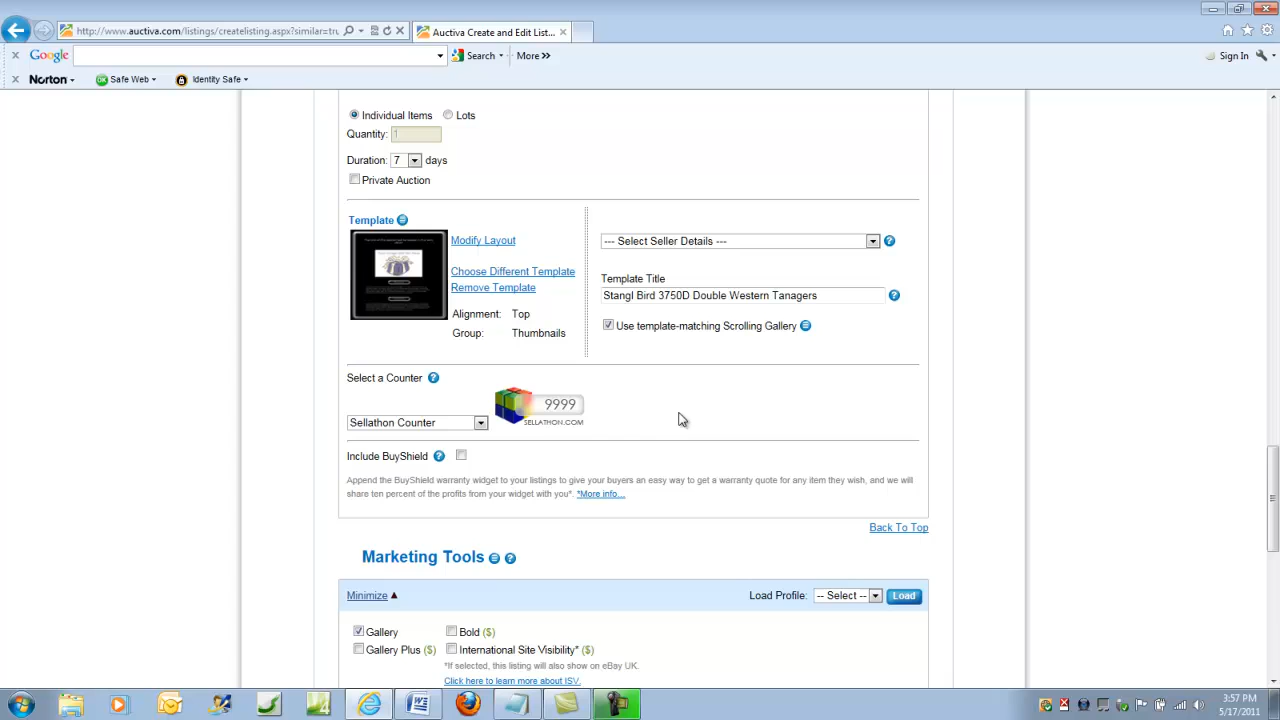 http://www.auctiva.com/listings/createlisting.aspx?similar=tru
Auctiva Create and Edit List...
Google
Search
More »
Sign In
Norton
Safe Web
Identity Safe
Individual Items
Lots
Quantity: 1
Duration: 7 days
Private Auction
Template
Modify Layout
Choose Different Template
Remove Template
Alignment: Top
Group: Thumbnails
--- Select Seller Details ---
Template Title
Stangl Bird 3750D Double Western Tanagers
Use template-matching Scrolling Gallery
Select a Counter
Sellathon Counter
9999
SELLATHON.COM
Include BuyShield
Append the BuyShield warranty widget to your listings to give your buyers an easy way to get a warranty quote for any item they wish, and we will
share ten percent of the profits from your widget with you*. *More info...
Back To Top
Marketing Tools
Minimize
Load Profile: -- Select -- Load
Gallery
Bold ($)
Gallery Plus ($)
International Site Visibility* ($)
*If selected, this listing will also show on eBay UK.
Click here to learn more about ISV.
3:57 PM
5/17/2011